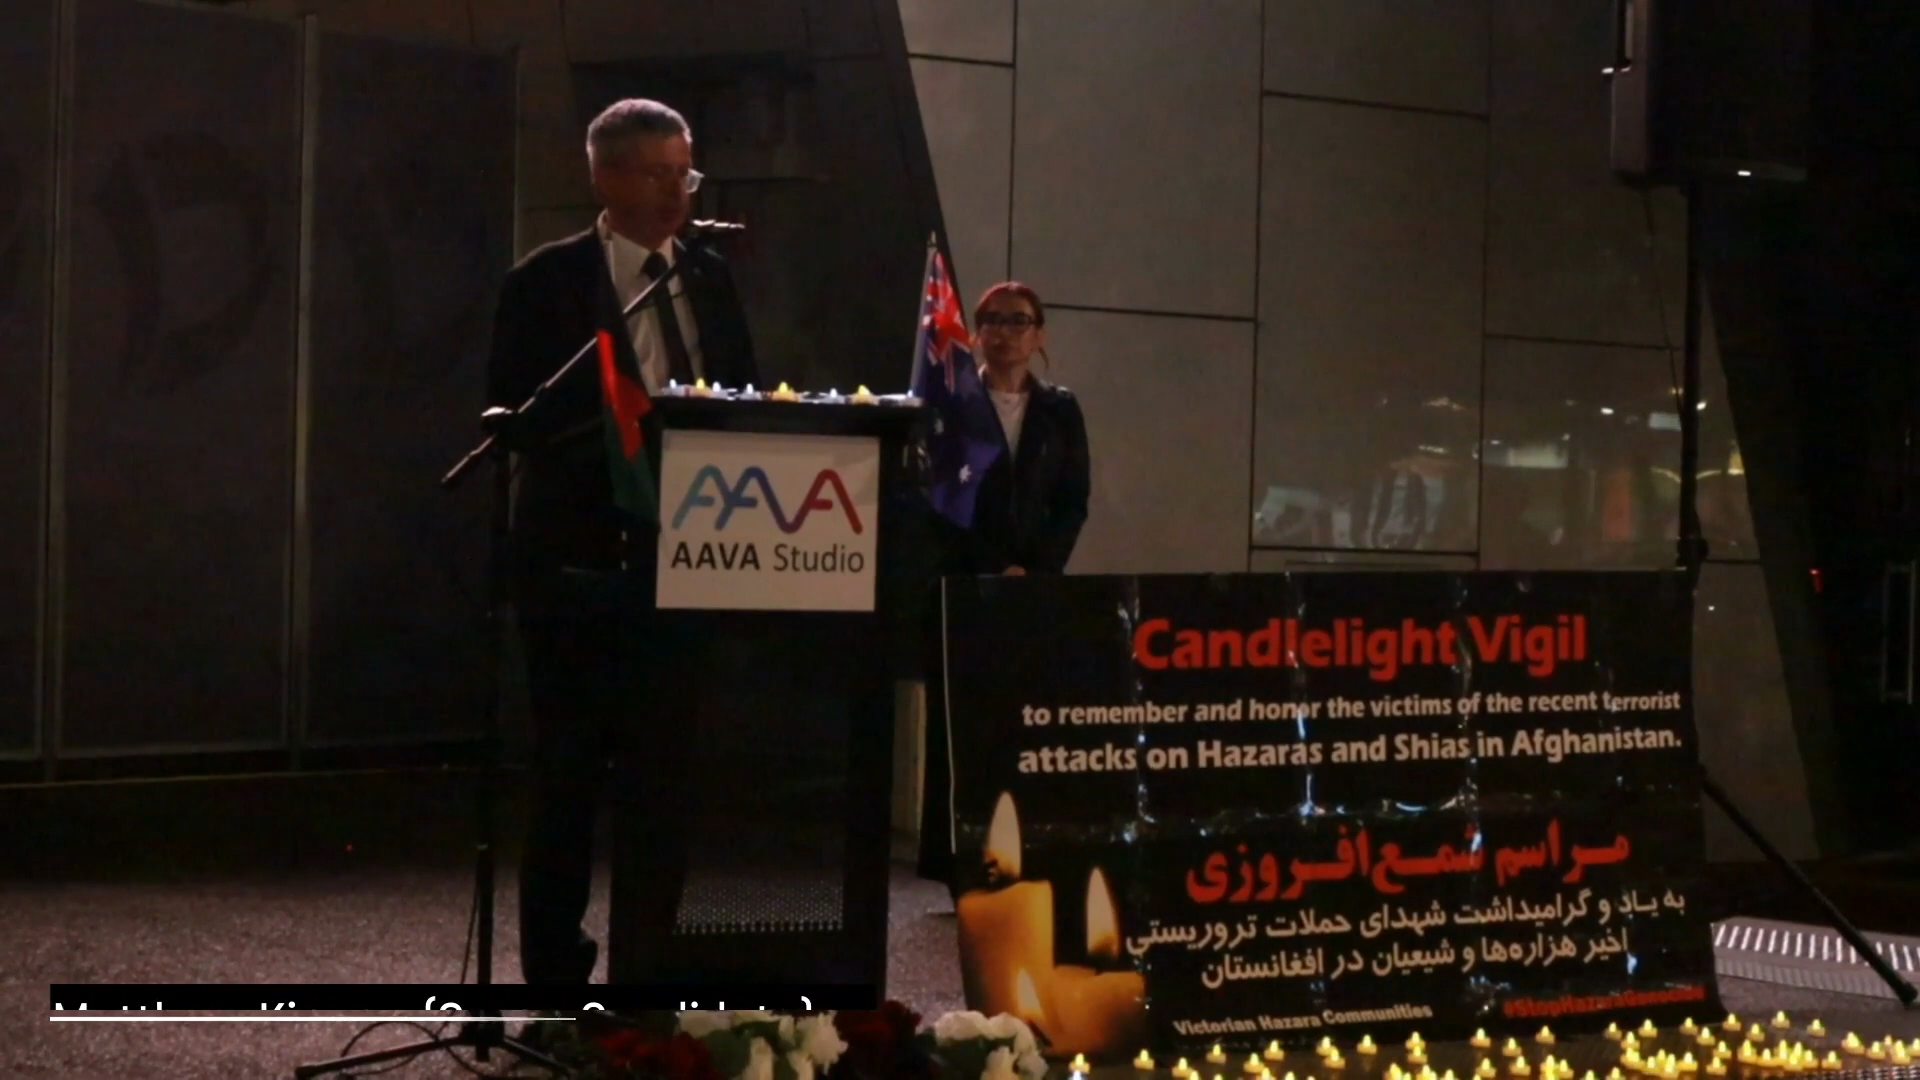 AAVA
AAVA Studio
Candlelight Vigil
to remember and honor the victims of the recent terrorist
attacks on Hazaras and Shias in Afghanistan.
مراسم شمع‌افروزی
به یاد و گرامیداشت شهدای حملات تروریستی
اخیر هزاره‌ها و شیعیان در افغانستان
Victorian Hazara Communities
#StopHazaraGenocide